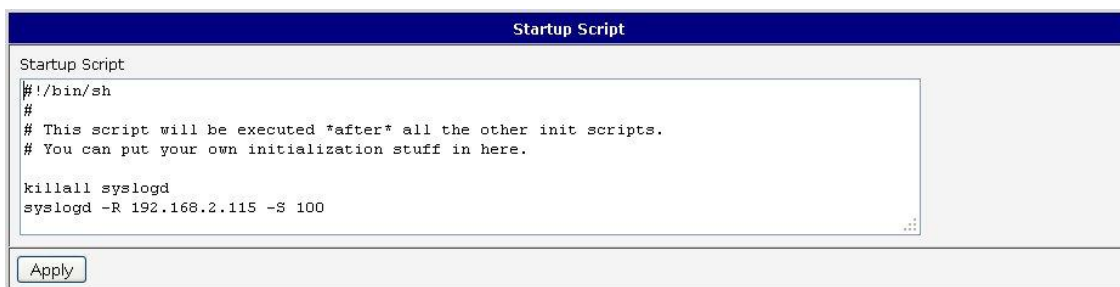 Startup Script
Startup Script
#!/bin/sh
#
# This script will be executed *after* all the other init scripts.
# You can put your own initialization stuff in here.
killall syslogd
syslogd -R 192.168.2.115 -S 100
Apply